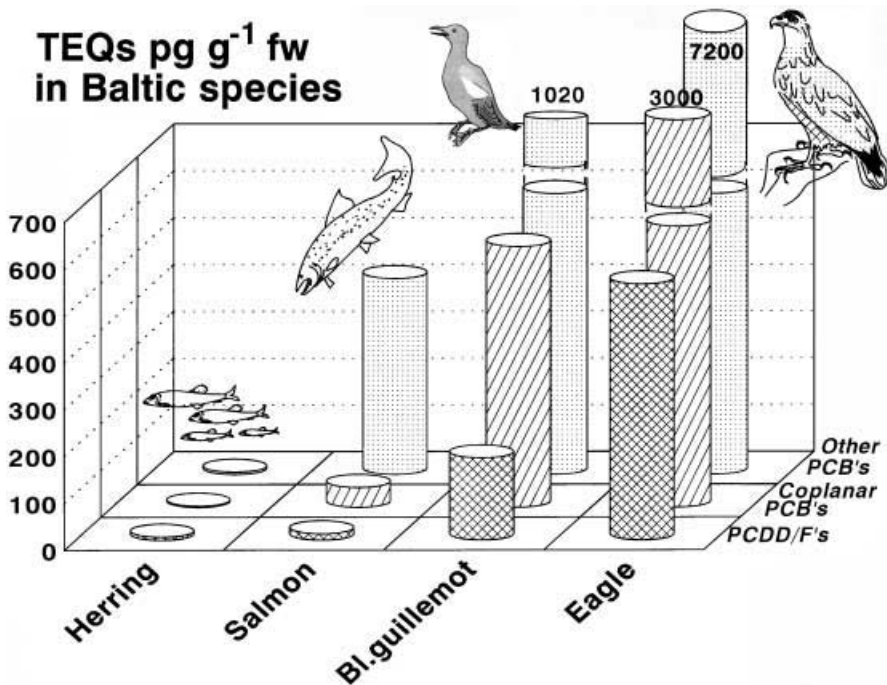 TEQs pg g⁻¹ fw
in Baltic species
1020
3000
7200
700
600
500
400
300
200
100
0
Other
PCB's
Coplanar
PCB's
PCDD/F's
Herring
Salmon
Bl.guillemot
Eagle